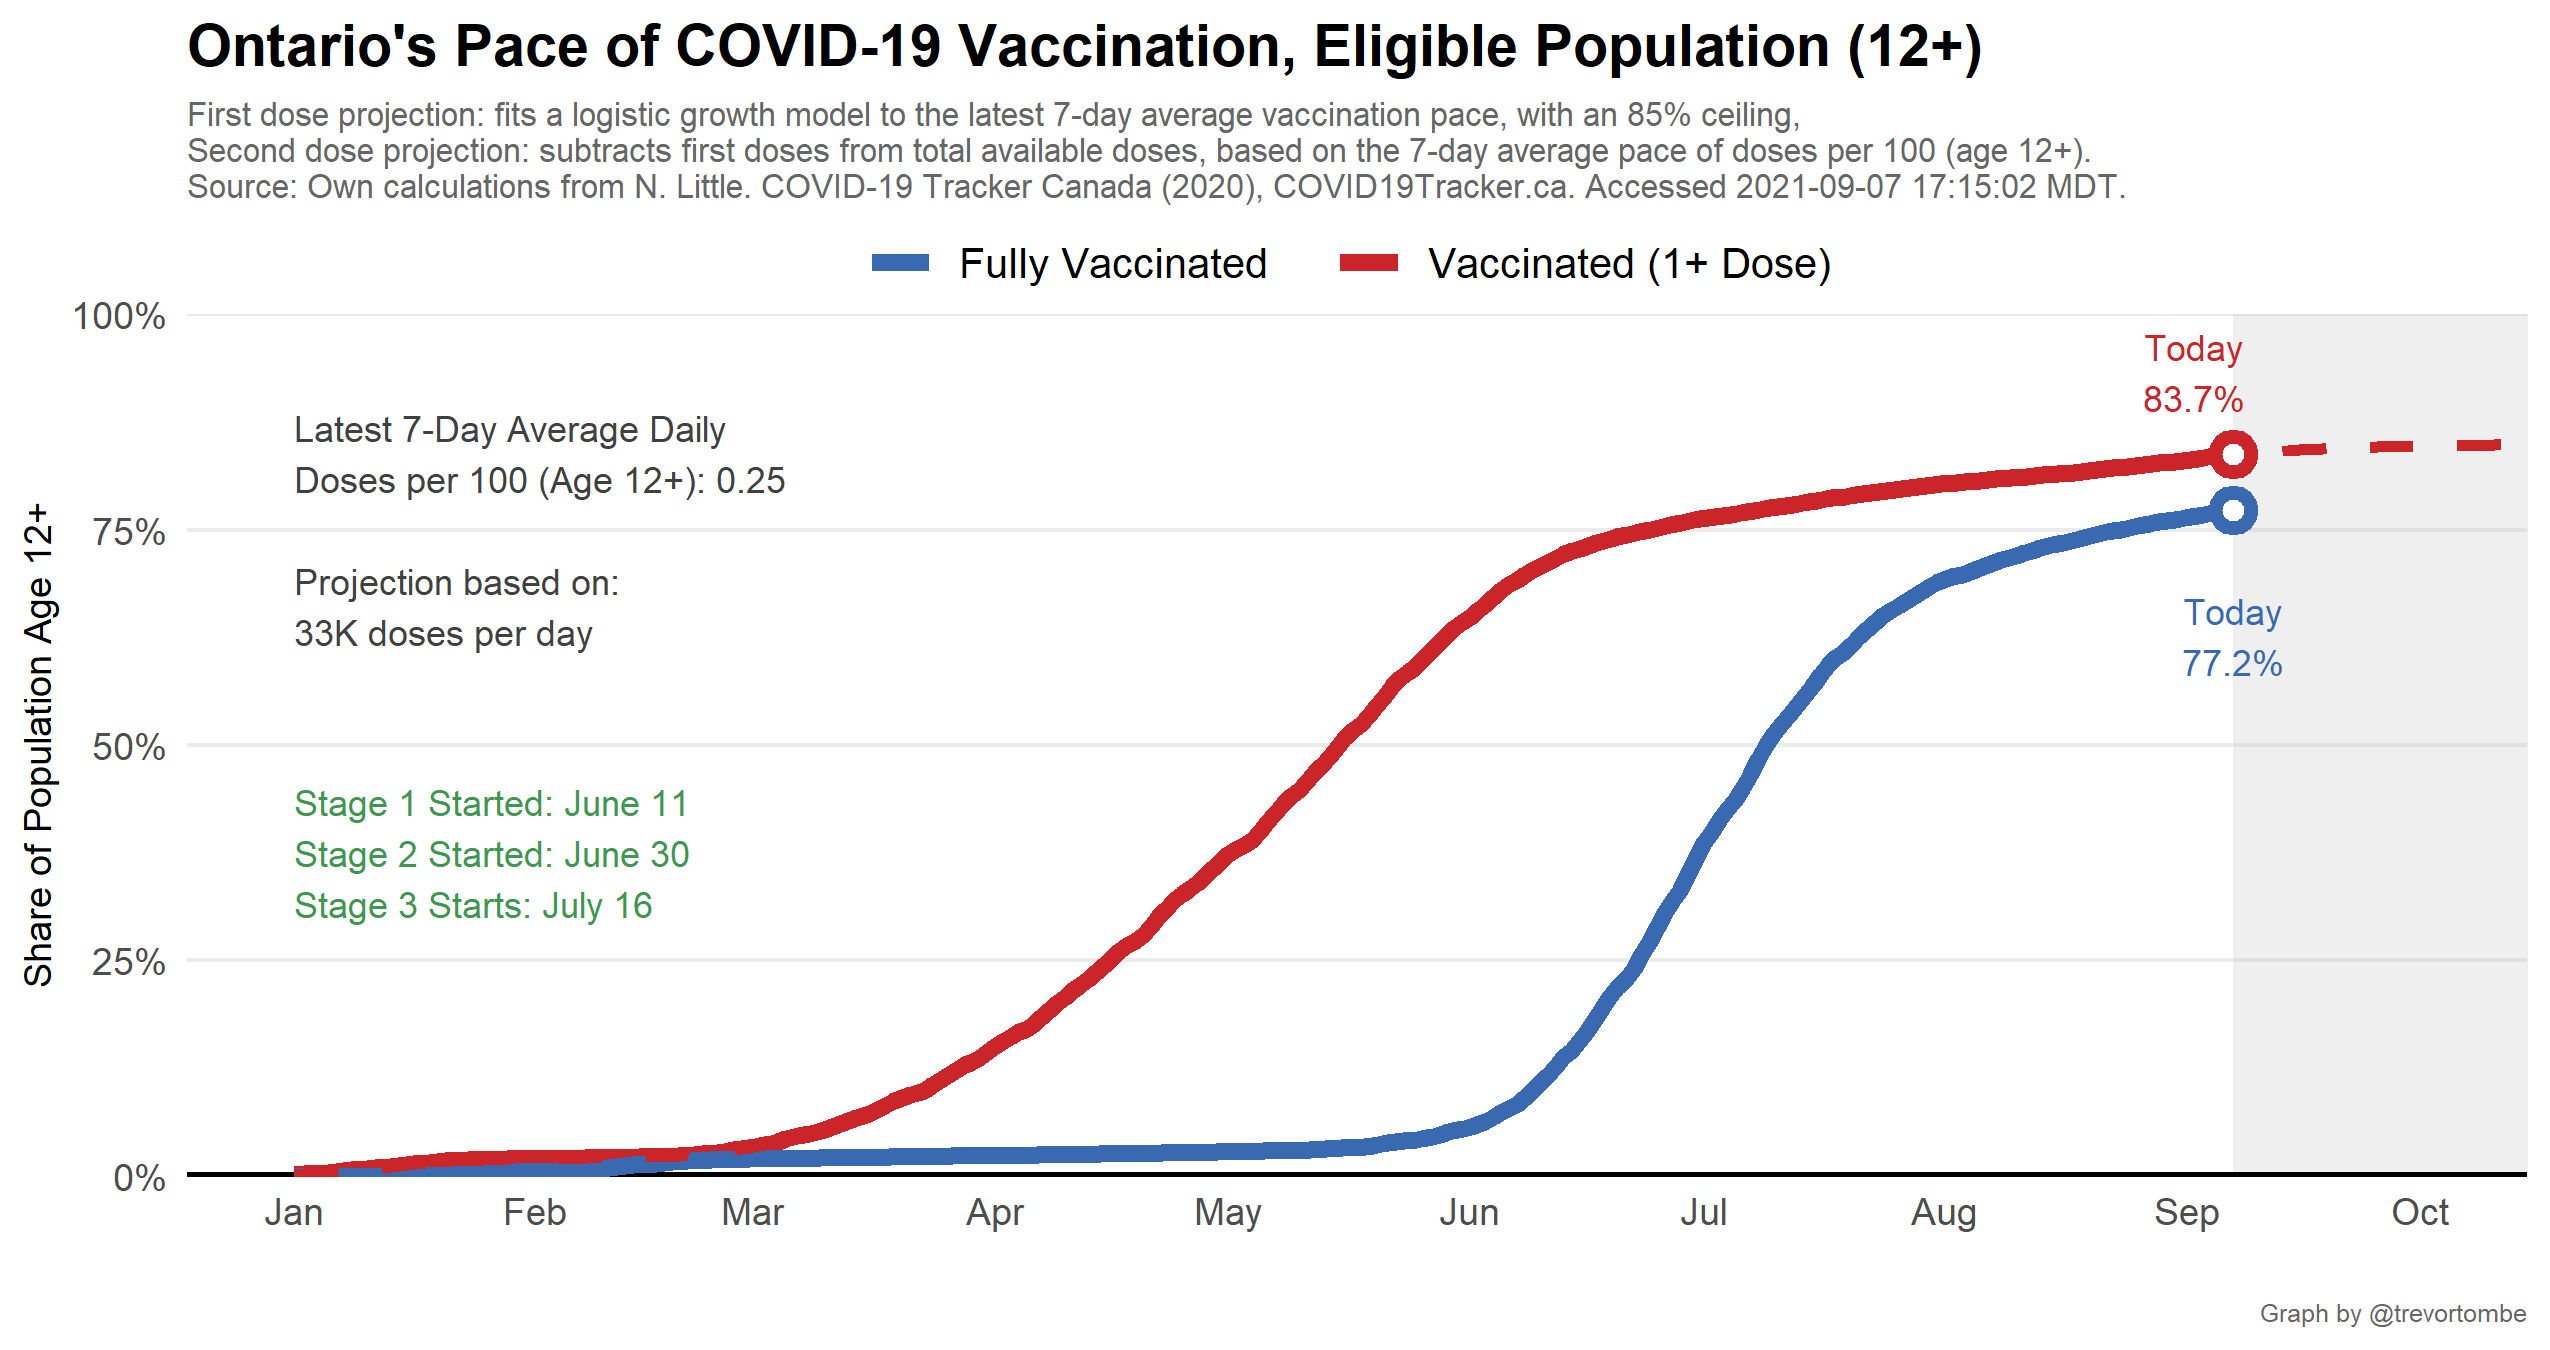 Ontario's Pace of COVID-19 Vaccination, Eligible Population (12+)
First dose projection: fits a logistic growth model to the latest 7-day average vaccination pace, with an 85% ceiling,
Second dose projection: subtracts first doses from total available doses, based on the 7-day average pace of doses per 100 (age 12+).
Source: Own calculations from N. Little. COVID-19 Tracker Canada (2020), COVID19Tracker.ca. Accessed 2021-09-07 17:15:02 MDT.
Fully Vaccinated
Vaccinated (1+ Dose)
Share of Population Age 12+
100%
75%
50%
25%
0%
Latest 7-Day Average Daily
Doses per 100 (Age 12+): 0.25
Projection based on:
33K doses per day
Stage 1 Started: June 11
Stage 2 Started: June 30
Stage 3 Starts: July 16
Today
83.7%
Today
77.2%
Jan
Feb
Mar
Apr
May
Jun
Jul
Aug
Sep
Oct
Graph by @trevortombe